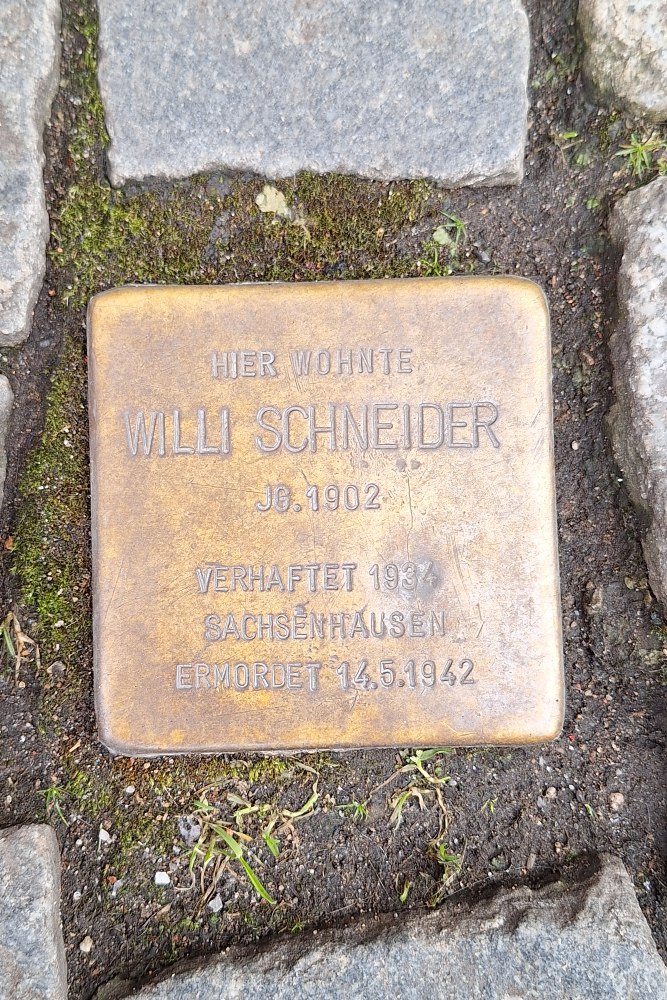 HIER WOHNTE
WILLI SCHNEIDER
JG. 1902
VERHAFTET 1934
SACHSENHAUSEN
ERMORDET 14.5.1942